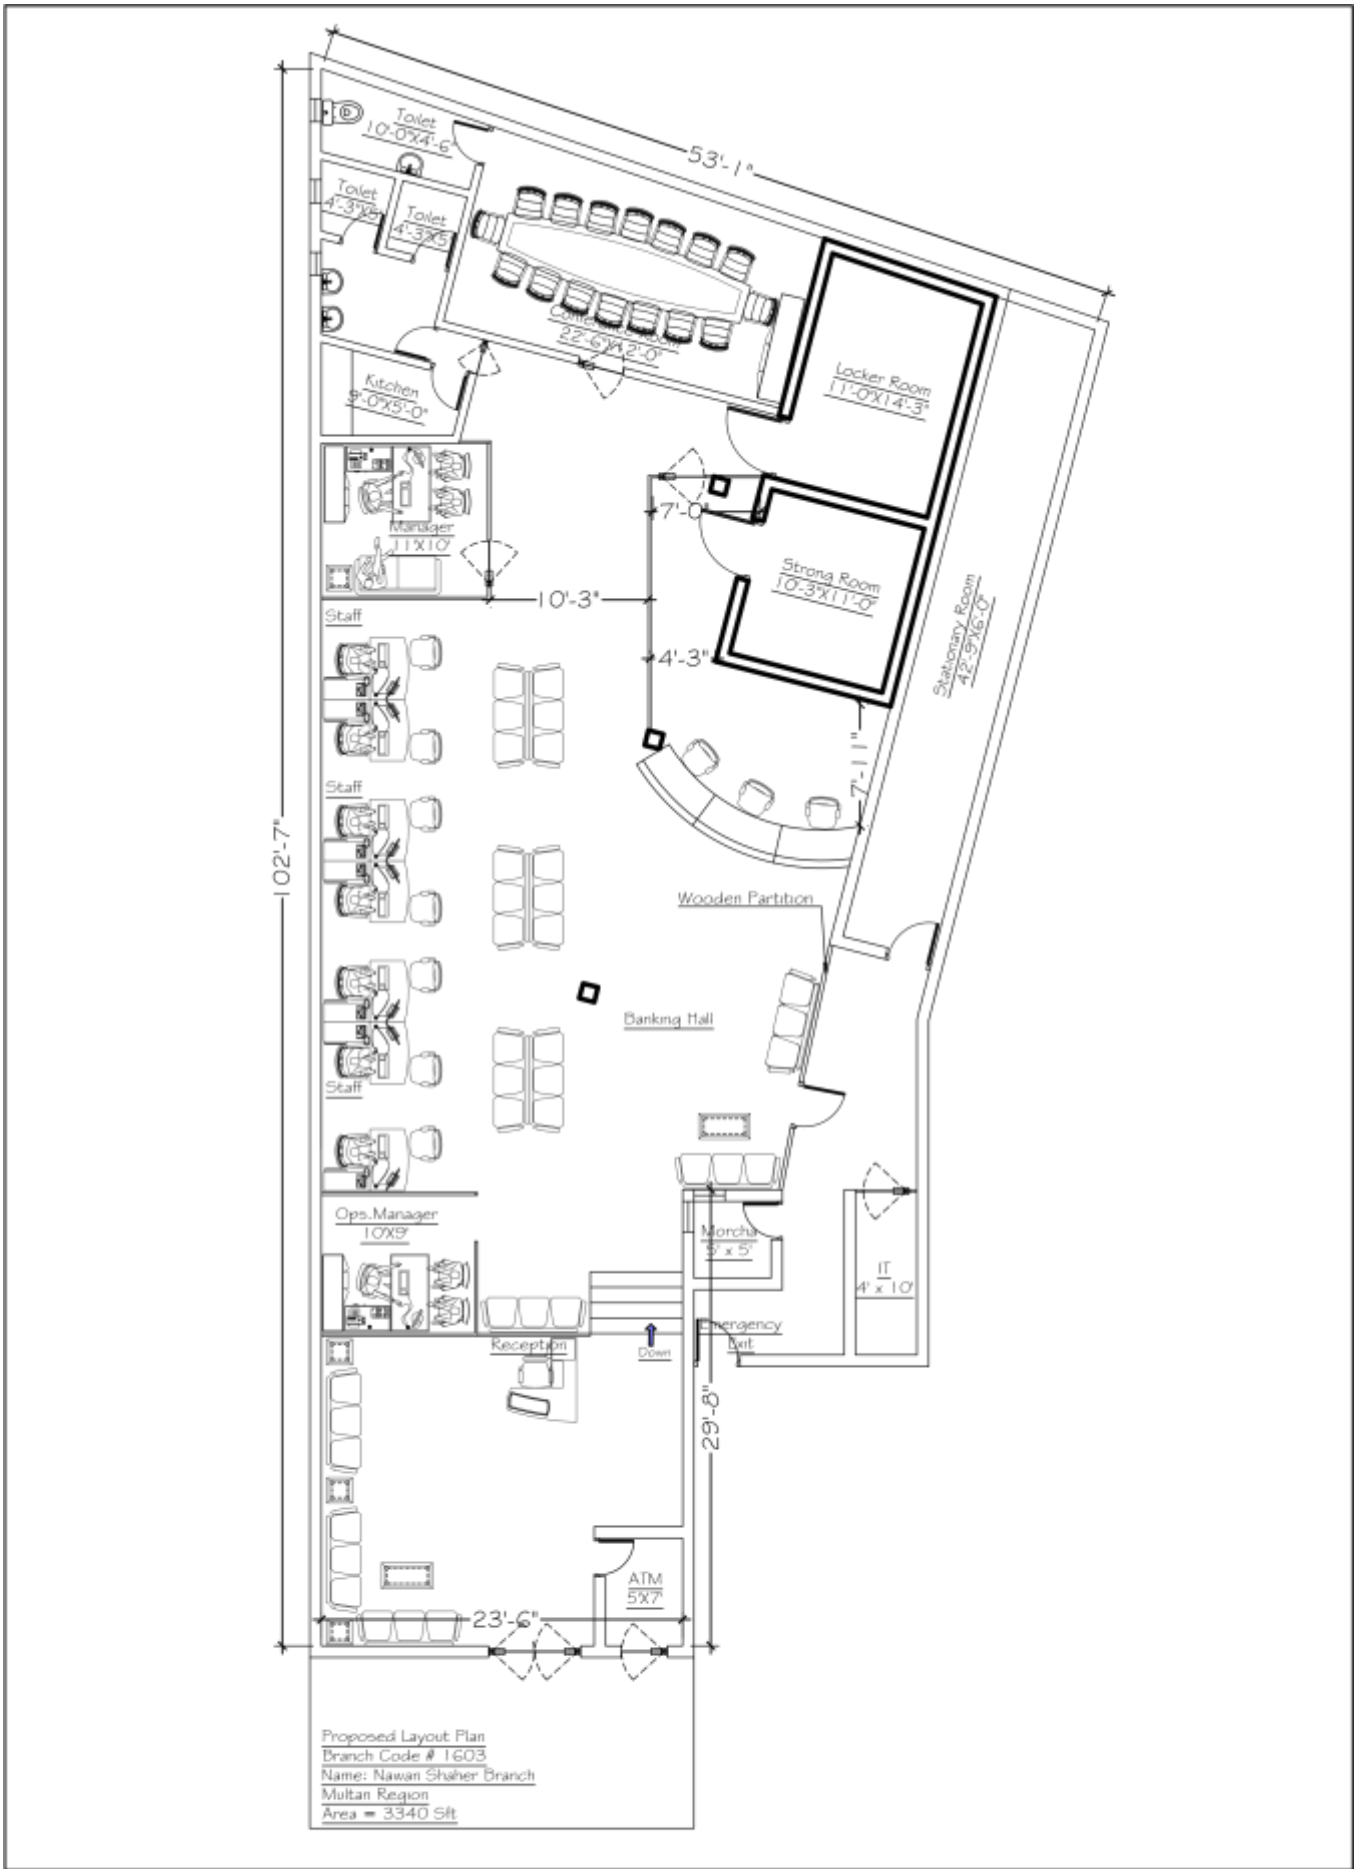 53'-1"
Toilet
10'-0"X4'-6"
Toilet
4'-3"X5'
Toilet
4'-3"X5'
Conference Room
22'-6"X12'-0"
Locker Room
11'-0"X14'-3"
Kitchen
9'-0"X5'-0"
Manager
11'X10'
7'-0"
Strong Room
10'-3"X11'-0"
10'-3"
Stationary Room
42'-9"X6'-0"
Staff
4'-3"
7'-11"
Staff
102'-7"
Wooden Partition
Banking Hall
Staff
Ops.Manager
10'X9'
Morcha
5' x 5'
IT
4' x 10'
Emergency
Exit
Reception
Down
29'-8"
ATM
5'X7'
23'-6"
Proposed Layout Plan
Branch Code # 1603
Name: Nawan Shaher Branch
Multan Region
Area = 3340 Sft